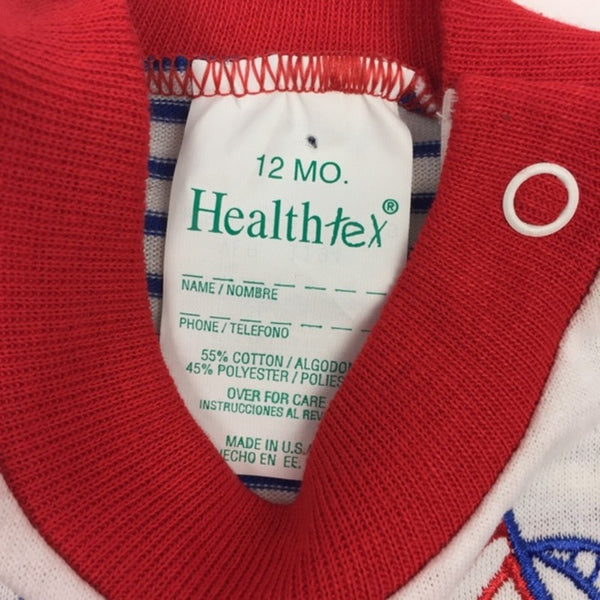 12 MO.
Healthtex®
NAME / NOMBRE
PHONE / TELEFONO
55% COTTON / ALGODO
45% POLYESTER / POLIES
OVER FOR CARE
INSTRUCCIONES AL REV
MADE IN U.S.A
HECHO EN EE.